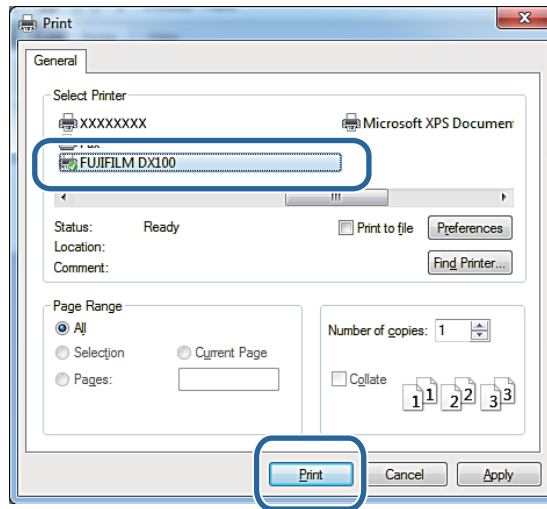 Print
General
Select Printer
XXXXXXXX Microsoft XPS Documen
Fax
FUJIFILM DX100
Status: Ready Print to file Preferences
Location:
Comment: Find Printer...
Page Range
All Number of copies: 1
Selection Current Page
Pages: Collate 1 1 2 2 3 3
Print Cancel Apply